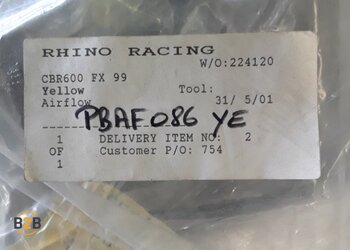 RHINO RACING
W/O:224120
CBR600 FX 99
Yellow Tool:
Airflow 31/ 5/01
PBAF086 YE
1 DELIVERY ITEM NO: 2
OF Customer P/O: 754
1
B B